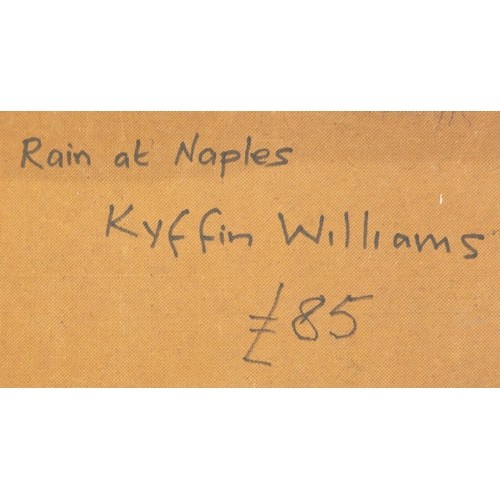 Rain at Naples
Kyffin Williams
£85